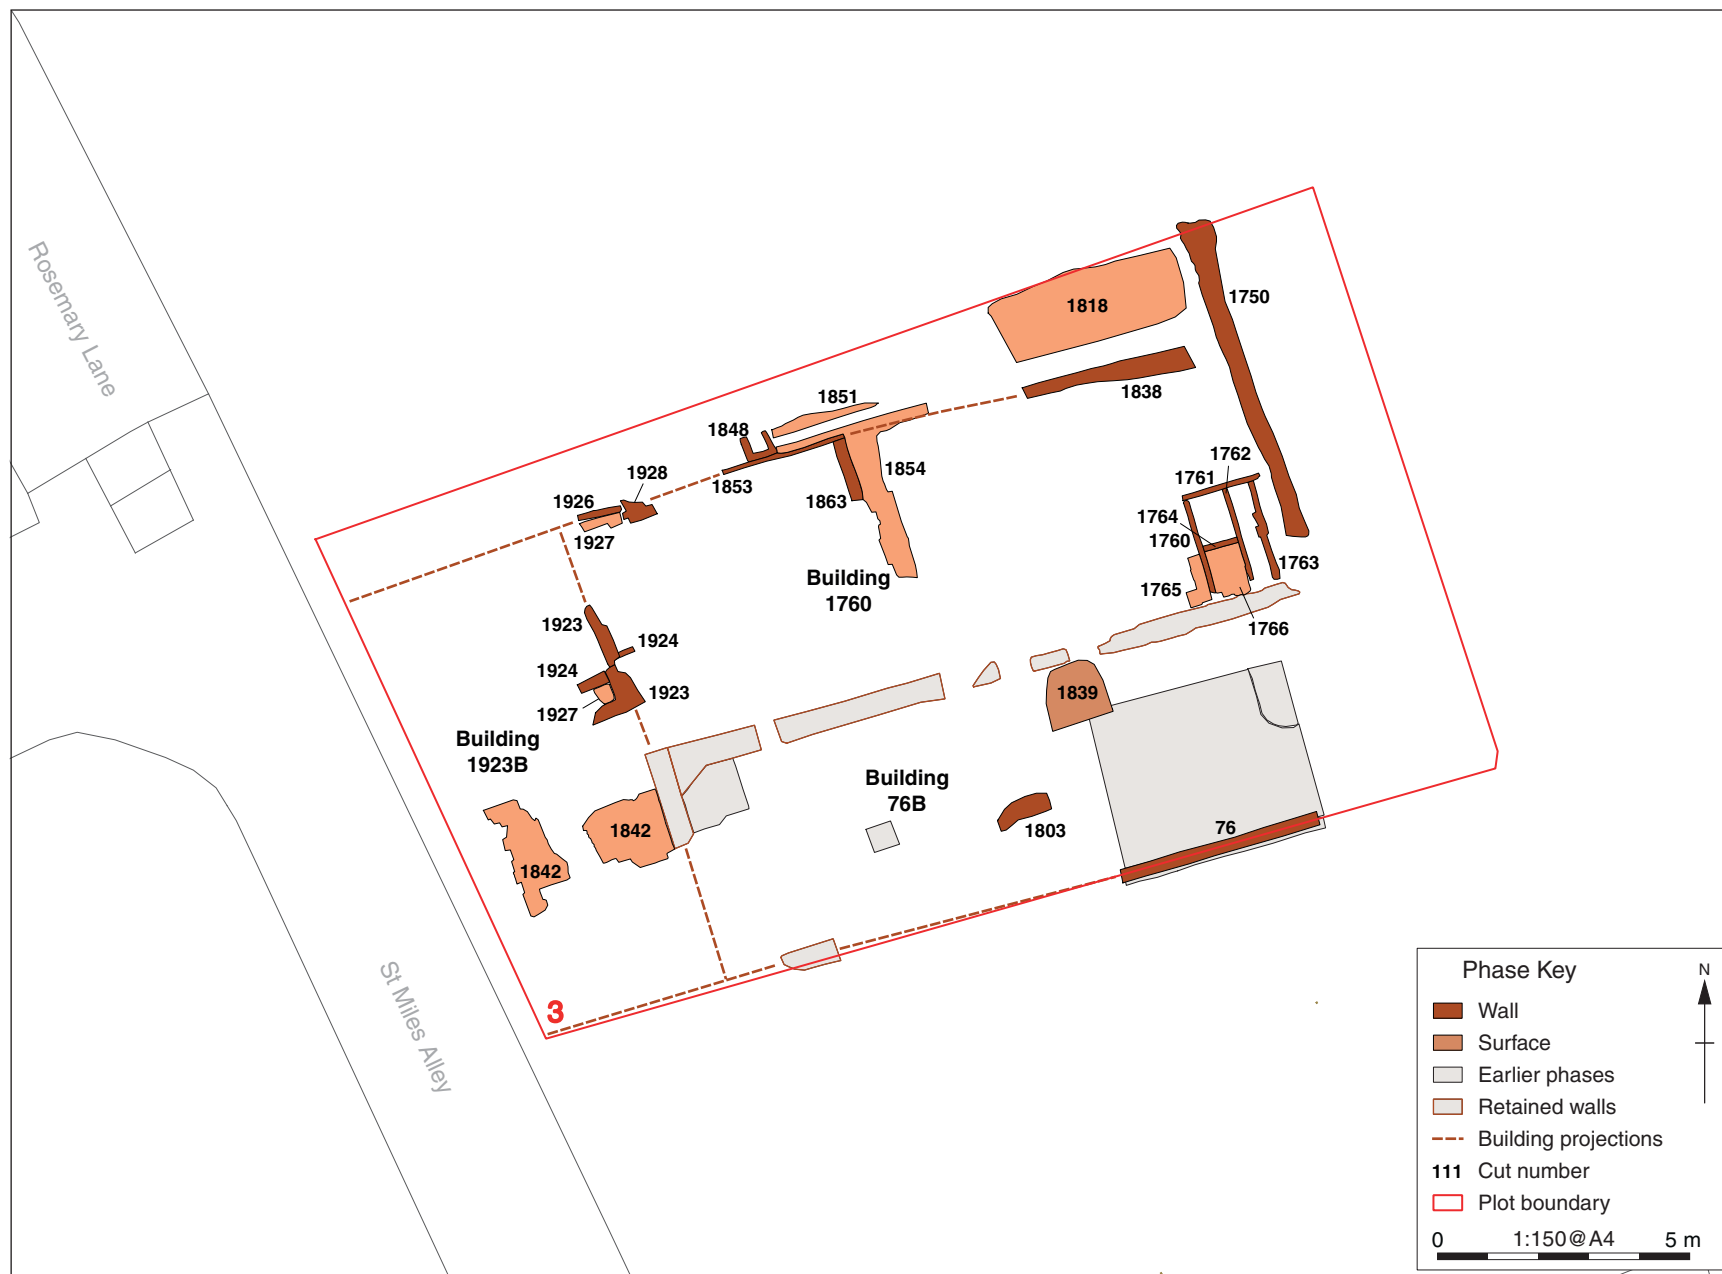 Rosemary Lane
St Miles Alley
1818
1750
1838
1851
1848
1853
1854
1863
1928
1926
1927
1762
1761
1764
1760
1763
1765
1766
Building
1760
1923
1924
1924
1923
1927
1839
Building
1923B
Building
76B
1803
76
1842
1842
3
Phase Key
N
Wall
Surface
Earlier phases
Retained walls
Building projections
111 Cut number
Plot boundary
0 1:150@A4 5 m